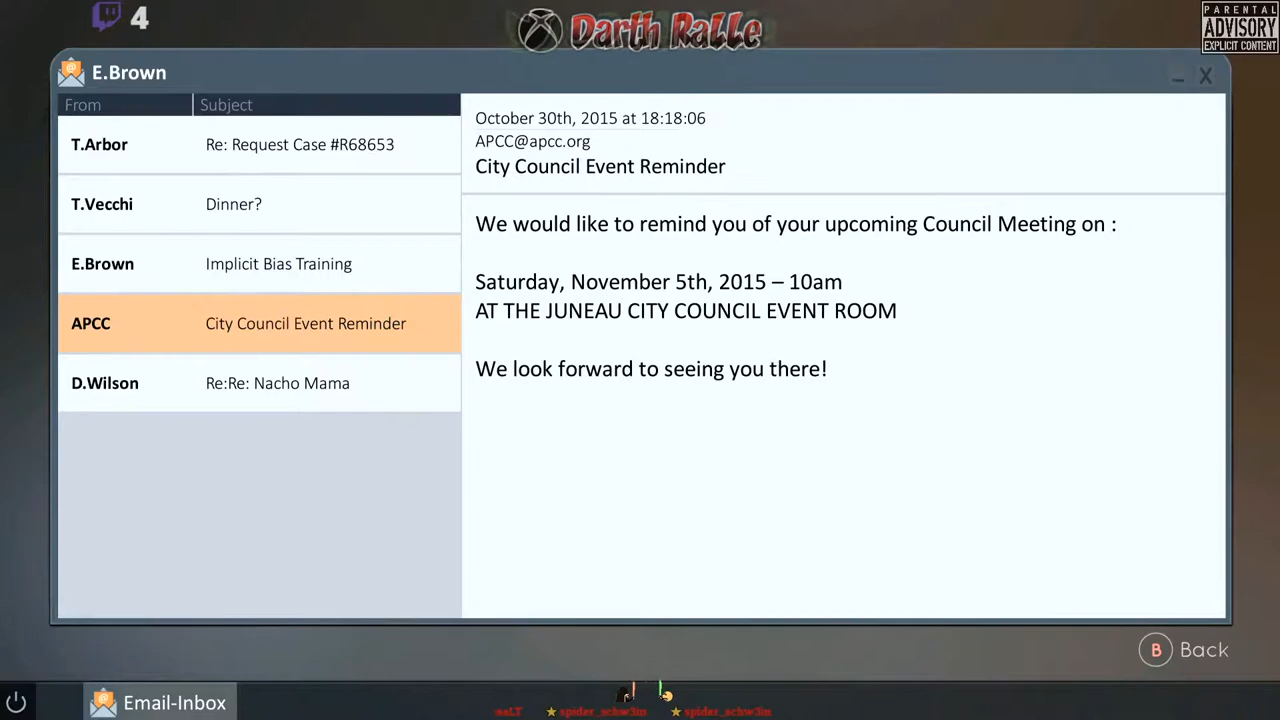 4
Darth Ralle
PARENTAL
ADVISORY
EXPLICIT CONTENT
E.Brown
From Subject
T.Arbor Re: Request Case #R68653
T.Vecchi Dinner?
E.Brown Implicit Bias Training
APCC City Council Event Reminder
D.Wilson Re:Re: Nacho Mama
October 30th, 2015 at 18:18:06
APCC@apcc.org
City Council Event Reminder
We would like to remind you of your upcoming Council Meeting on :
Saturday, November 5th, 2015 – 10am
AT THE JUNEAU CITY COUNCIL EVENT ROOM
We look forward to seeing you there!
B Back
Email-Inbox
spider_schw3in spider_schw3in